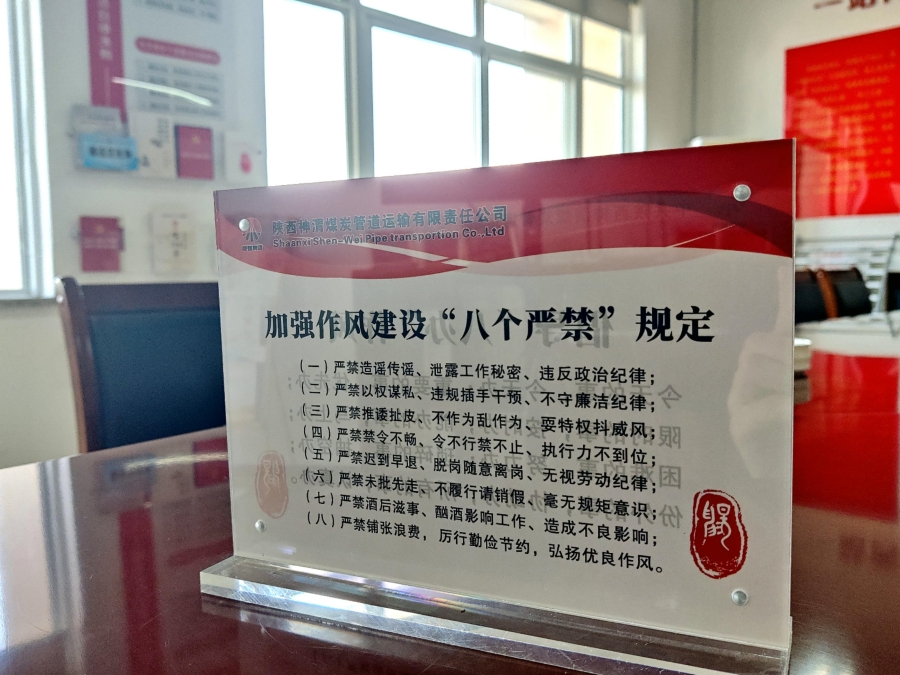 陕西神渭煤炭管道运输有限责任公司
Shaanxi Shen-Wei Pipe transportion Co.,Ltd
加强作风建设“八个严禁”规定
（一）严禁造谣传谣、泄露工作秘密、违反政治纪律；
（二）严禁以权谋私、违规插手干预、不守廉洁纪律；
（三）严禁推诿扯皮、不作为乱作为、耍特权抖威风；
（四）严禁禁令不畅、令不行禁不止、执行力不到位；
（五）严禁迟到早退、脱岗随意离岗、无视劳动纪律；
（六）严禁未批先走、不履行请销假、毫无规矩意识；
（七）严禁酒后滋事、酗酒影响工作、造成不良影响；
（八）严禁铺张浪费，厉行勤俭节约，弘扬优良作风。